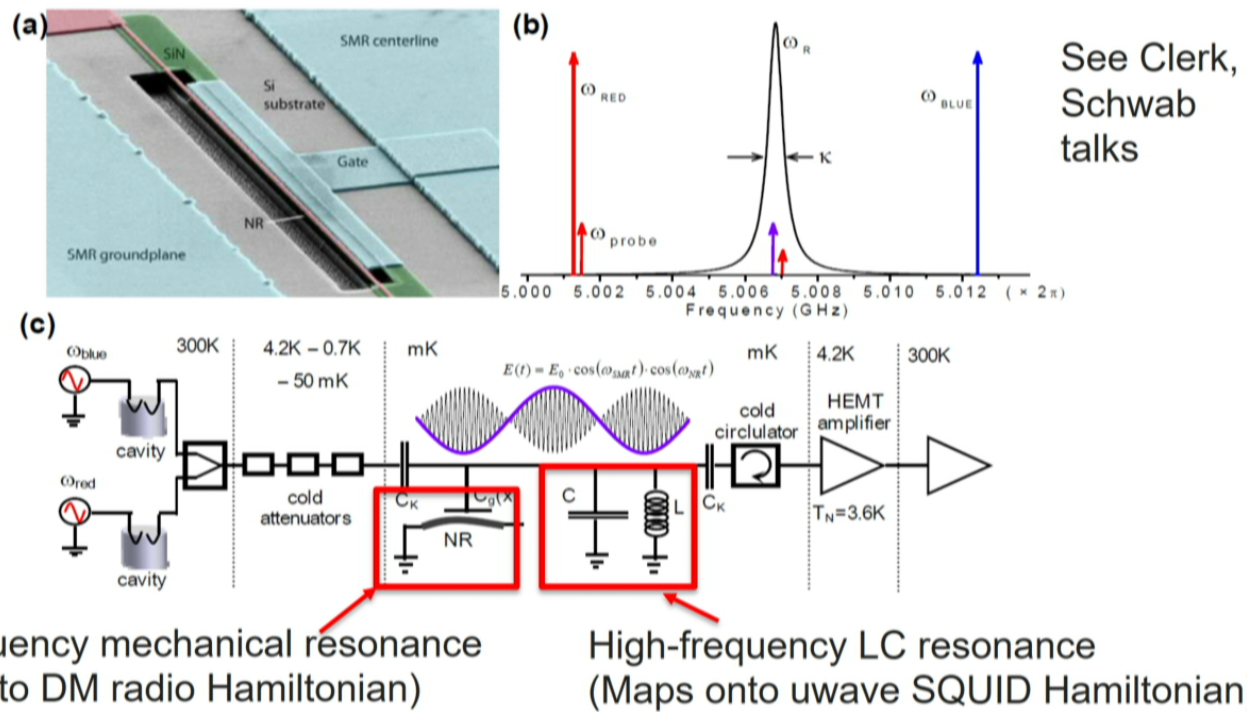 (a)
SiN
SMR centerline
Si
substrate
Gate
NR
SMR groundplane
(b)
ω R
ω RED
ω BLUE
κ
ω probe
5.000 5.002 5.004 5.006 5.008 5.010 5.012 ( × 2π)
Frequency (GHz)
See Clerk,
Schwab
talks
(c)
ωblue
300K
4.2K – 0.7K
– 50 mK
mK
E(t) = E₀ · cos(ωSMRt) · cos(ωNRt)
mK
4.2K
300K
cavity
cold
circlulator
HEMT
amplifier
ωred
cold
attenuators
CK
Cg(x
NR
C
L
CK
TN=3.6K
cavity
uency mechanical resonance
to DM radio Hamiltonian)
High-frequency LC resonance
(Maps onto uwave SQUID Hamiltonian